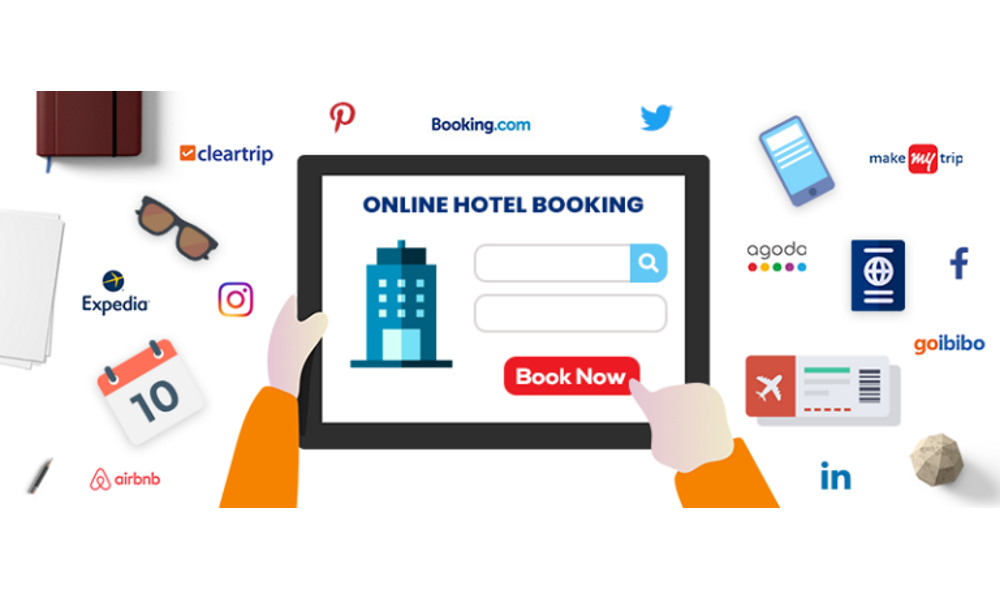 Booking.com
cleartrip
make my trip
ONLINE HOTEL BOOKING
agoda
Expedia
goibibo
Book Now
10
airbnb
in